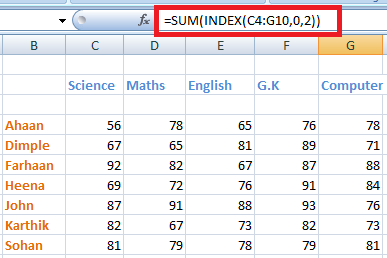 fx =SUM(INDEX(C4:G10,0,2))
B C D E F G
Science Maths English G.K Computer
Ahaan 56 78 65 76 78
Dimple 67 65 81 89 71
Farhaan 92 82 67 87 88
Heena 69 72 76 91 84
John 87 91 88 93 76
Karthik 82 67 73 82 73
Sohan 81 79 78 79 81